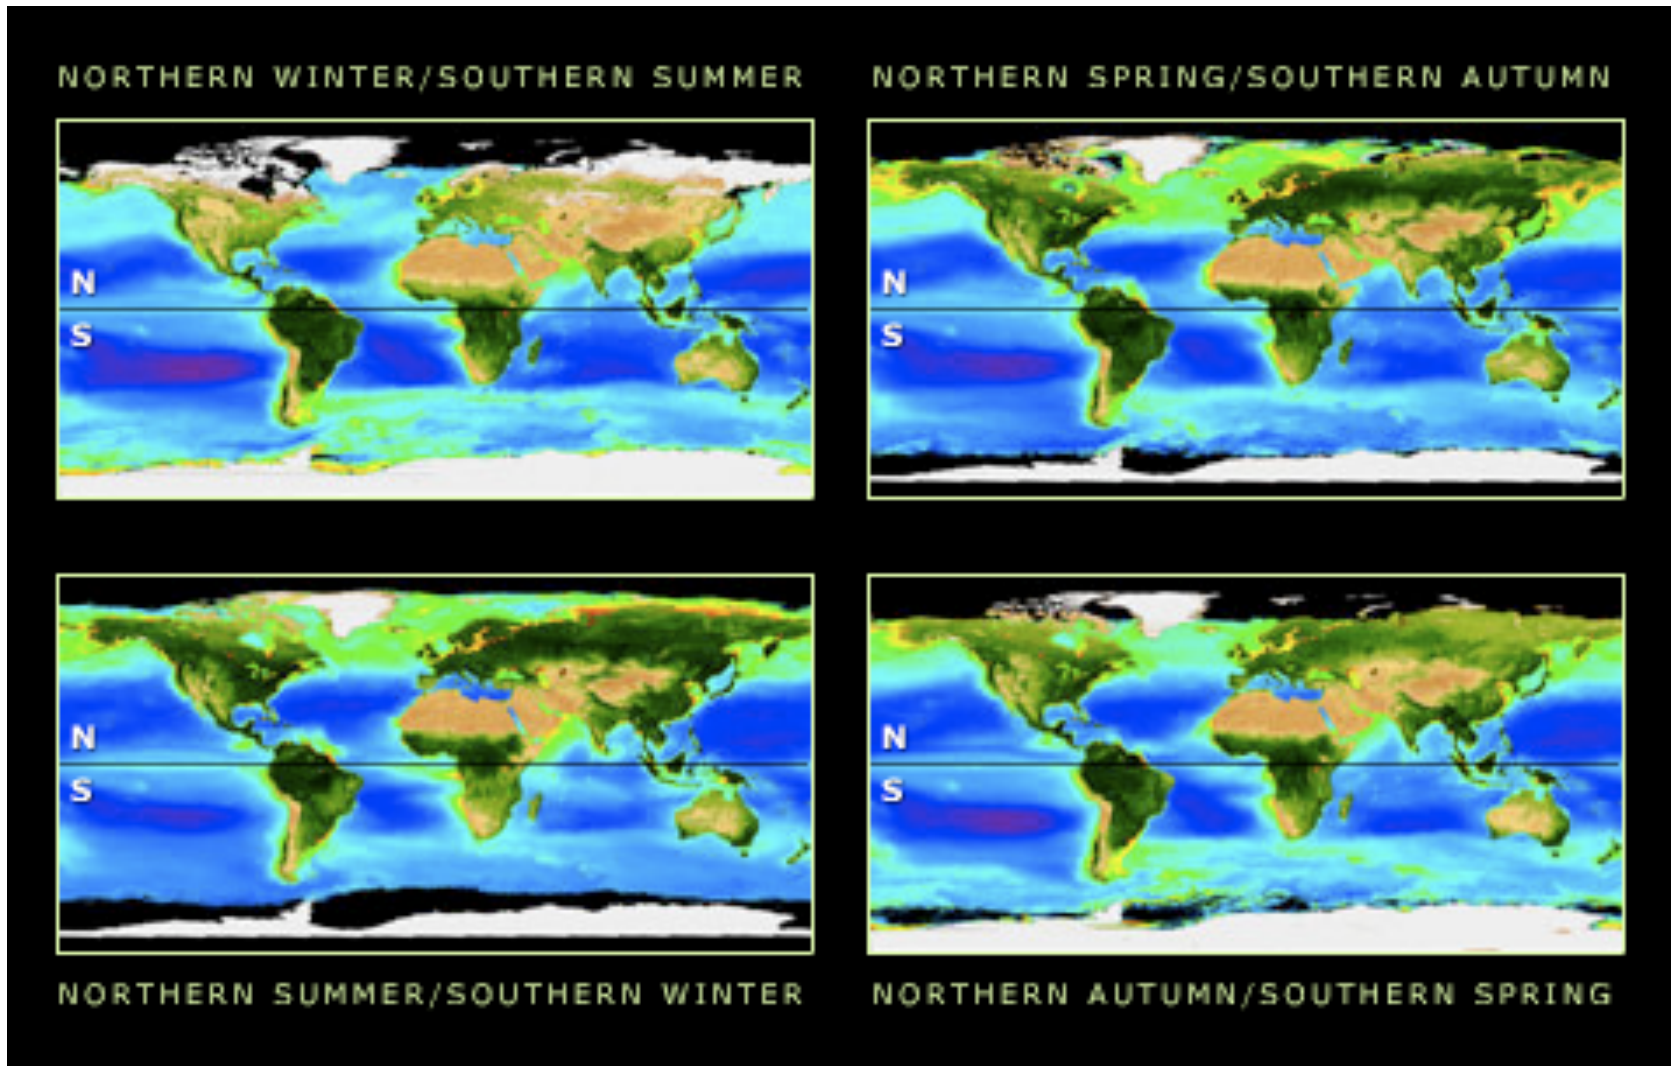 NORTHERN WINTER/SOUTHERN SUMMER
N
S
NORTHERN SPRING/SOUTHERN AUTUMN
N
S
N
S
NORTHERN SUMMER/SOUTHERN WINTER
N
S
NORTHERN AUTUMN/SOUTHERN SPRING